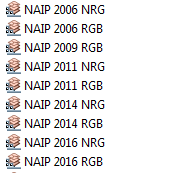 NAIP 2006 NRG
NAIP 2006 RGB
NAIP 2009 RGB
NAIP 2011 NRG
NAIP 2011 RGB
NAIP 2014 NRG
NAIP 2014 RGB
NAIP 2016 NRG
NAIP 2016 RGB